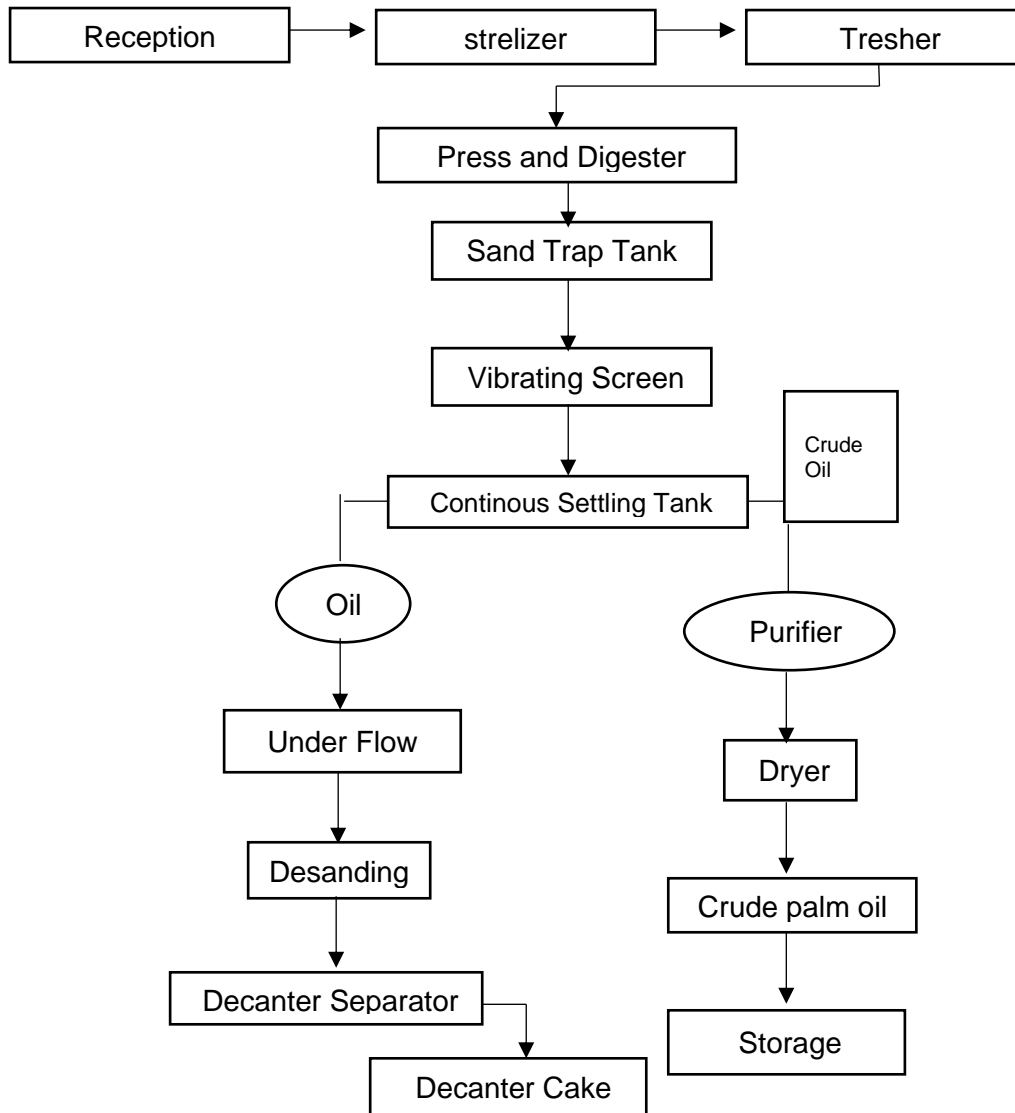 Reception
strelizer
Tresher
Press and Digester
Sand Trap Tank
Vibrating Screen
Crude
Oil
Continous Settling Tank
Oil
Purifier
Under Flow
Dryer
Desanding
Crude palm oil
Decanter Separator
Storage
Decanter Cake